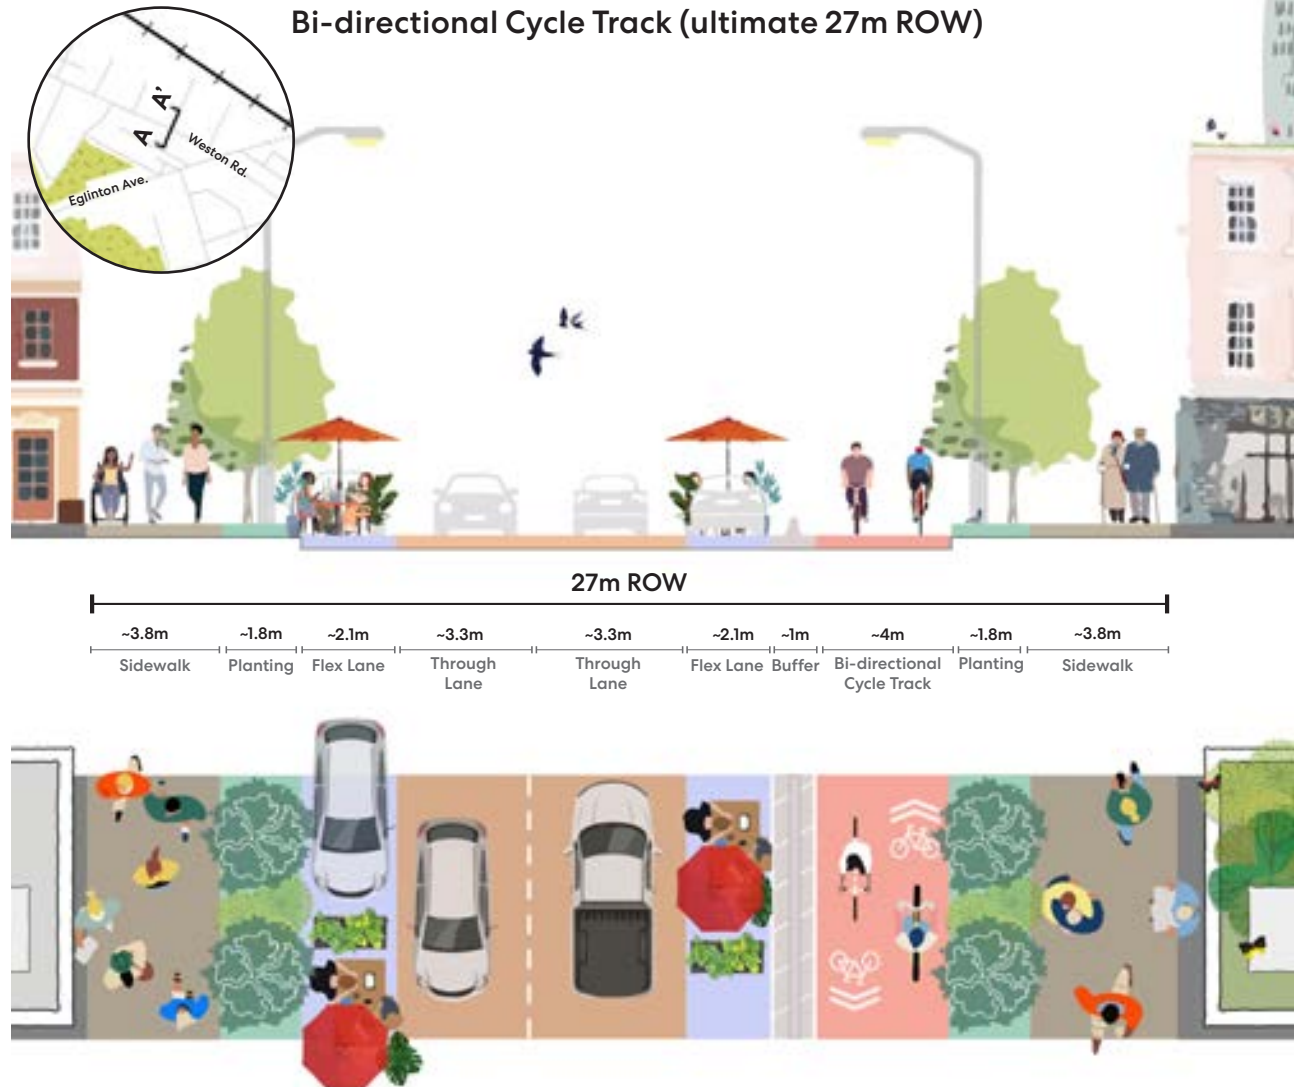 Bi-directional Cycle Track (ultimate 27m ROW)
A A'
Weston Rd.
Eglinton Ave.
27m ROW
~3.8m ~1.8m ~2.1m ~3.3m ~3.3m ~2.1m ~1m ~4m ~1.8m ~3.8m
Sidewalk Planting Flex Lane Through Through Flex Lane Buffer Bi-directional Planting Sidewalk
Lane Lane Cycle Track